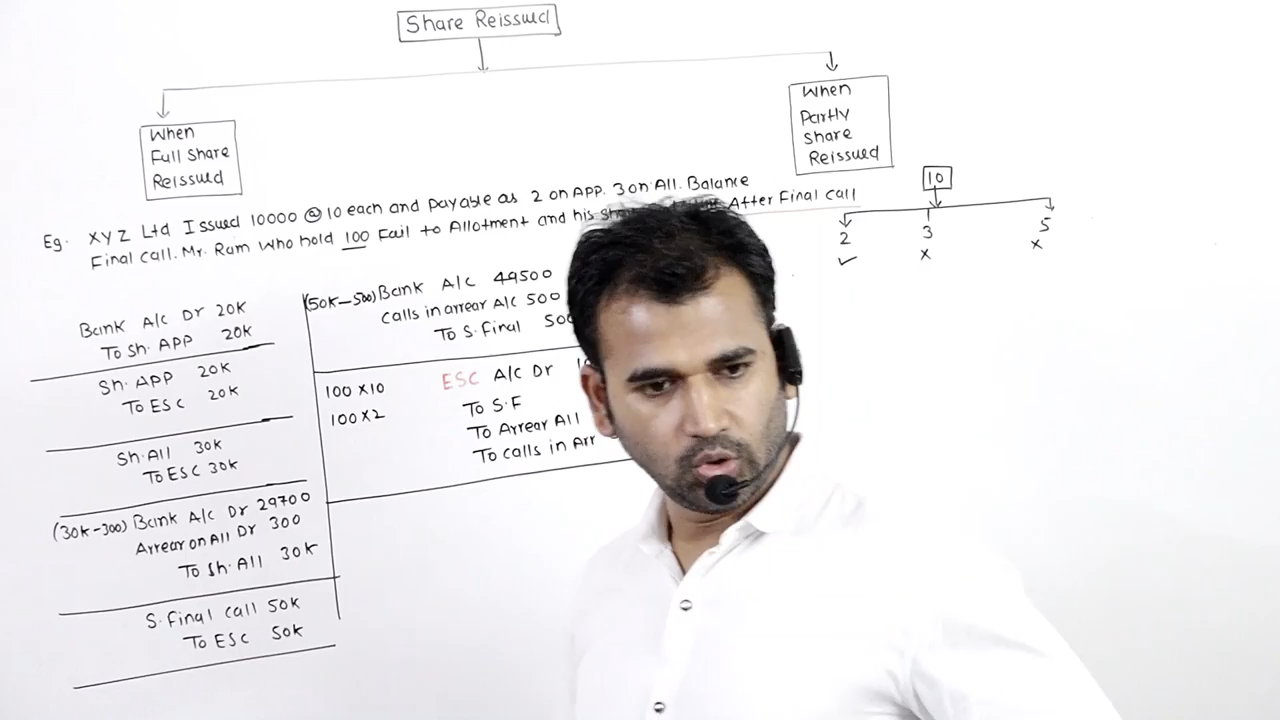 Share Reissued
When
Full Share
Reissued
When
Partly
Share
Reissued
Eg. XYZ Ltd Issued 10000 @ 10 each and payable as 2 on APP. 3 on All. Balance
Final call. Mr. Ram Who hold 100 Fail to Allotment and his After Final call
10
2 3 5
✓ x x
Bank A/c Dr 20K
To Sh. APP 20K
Sh. APP 20K
To ESC 20K
Sh. All 30K
To ESC 30K
(30K-300) Bank A/c Dr 29700
Arrear on All Dr 300
To Sh. All 30K
S. Final call 50K
To ESC 50K
(50K-500) Bank A/c 49500
Calls in arrear A/c 500
To S. Final
100 X 10 ESC A/c Dr
100 X 2 To S.F
To Arrear All
To calls in Arr